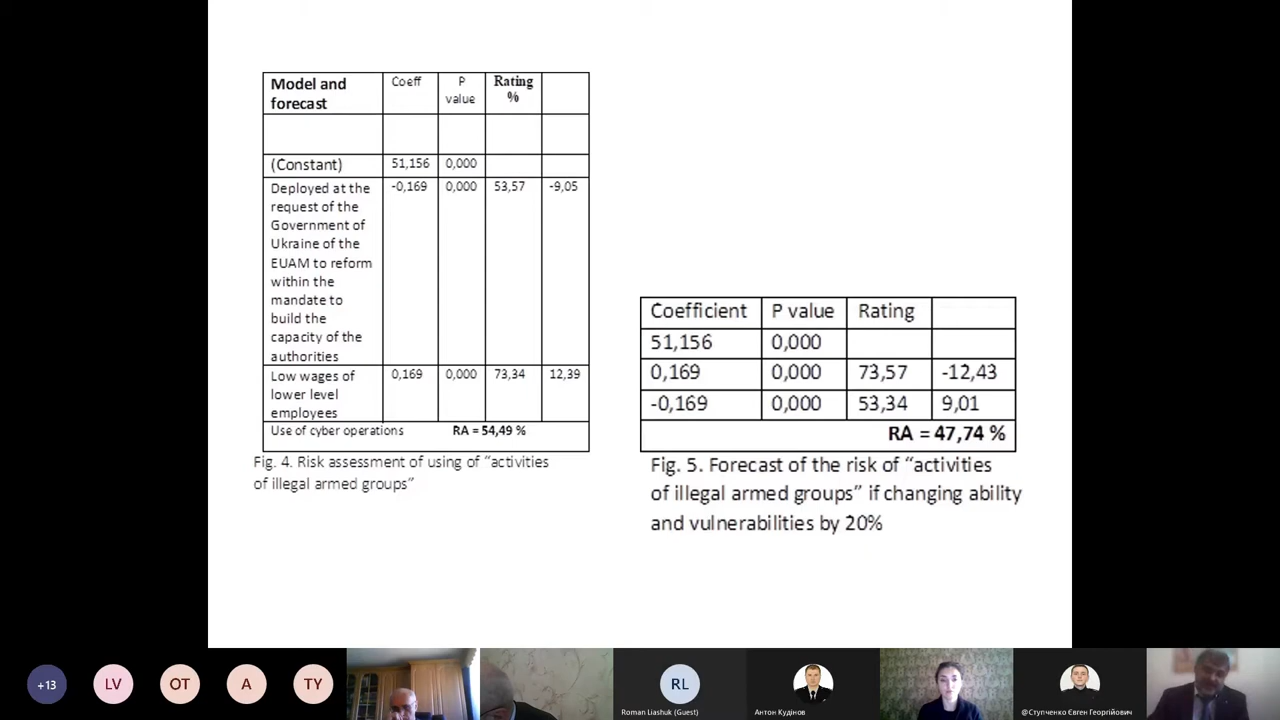 Model and
forecast
Coeff
P
value
Rating
%
(Constant)
51,156
0,000
Deployed at the
request of the
Government of
Ukraine of the
EUAM to reform
within the
mandate to
build the
capacity of the
authorities
-0,169
0,000
53,57
-9,05
Low wages of
lower level
employees
0,169
0,000
73,34
12,39
Use of cyber operations
RA = 54,49 %
Fig. 4. Risk assessment of using of “activities
of illegal armed groups”
Coefficient
P value
Rating
51,156
0,000
0,169
0,000
73,57
-12,43
-0,169
0,000
53,34
9,01
RA = 47,74 %
Fig. 5. Forecast of the risk of “activities
of illegal armed groups” if changing ability
and vulnerabilities by 20%
+13
LV
OT
A
TY
RL
Roman Liashuk (Guest)
Антон Кудінов
@Ступченко Євген Георгійович